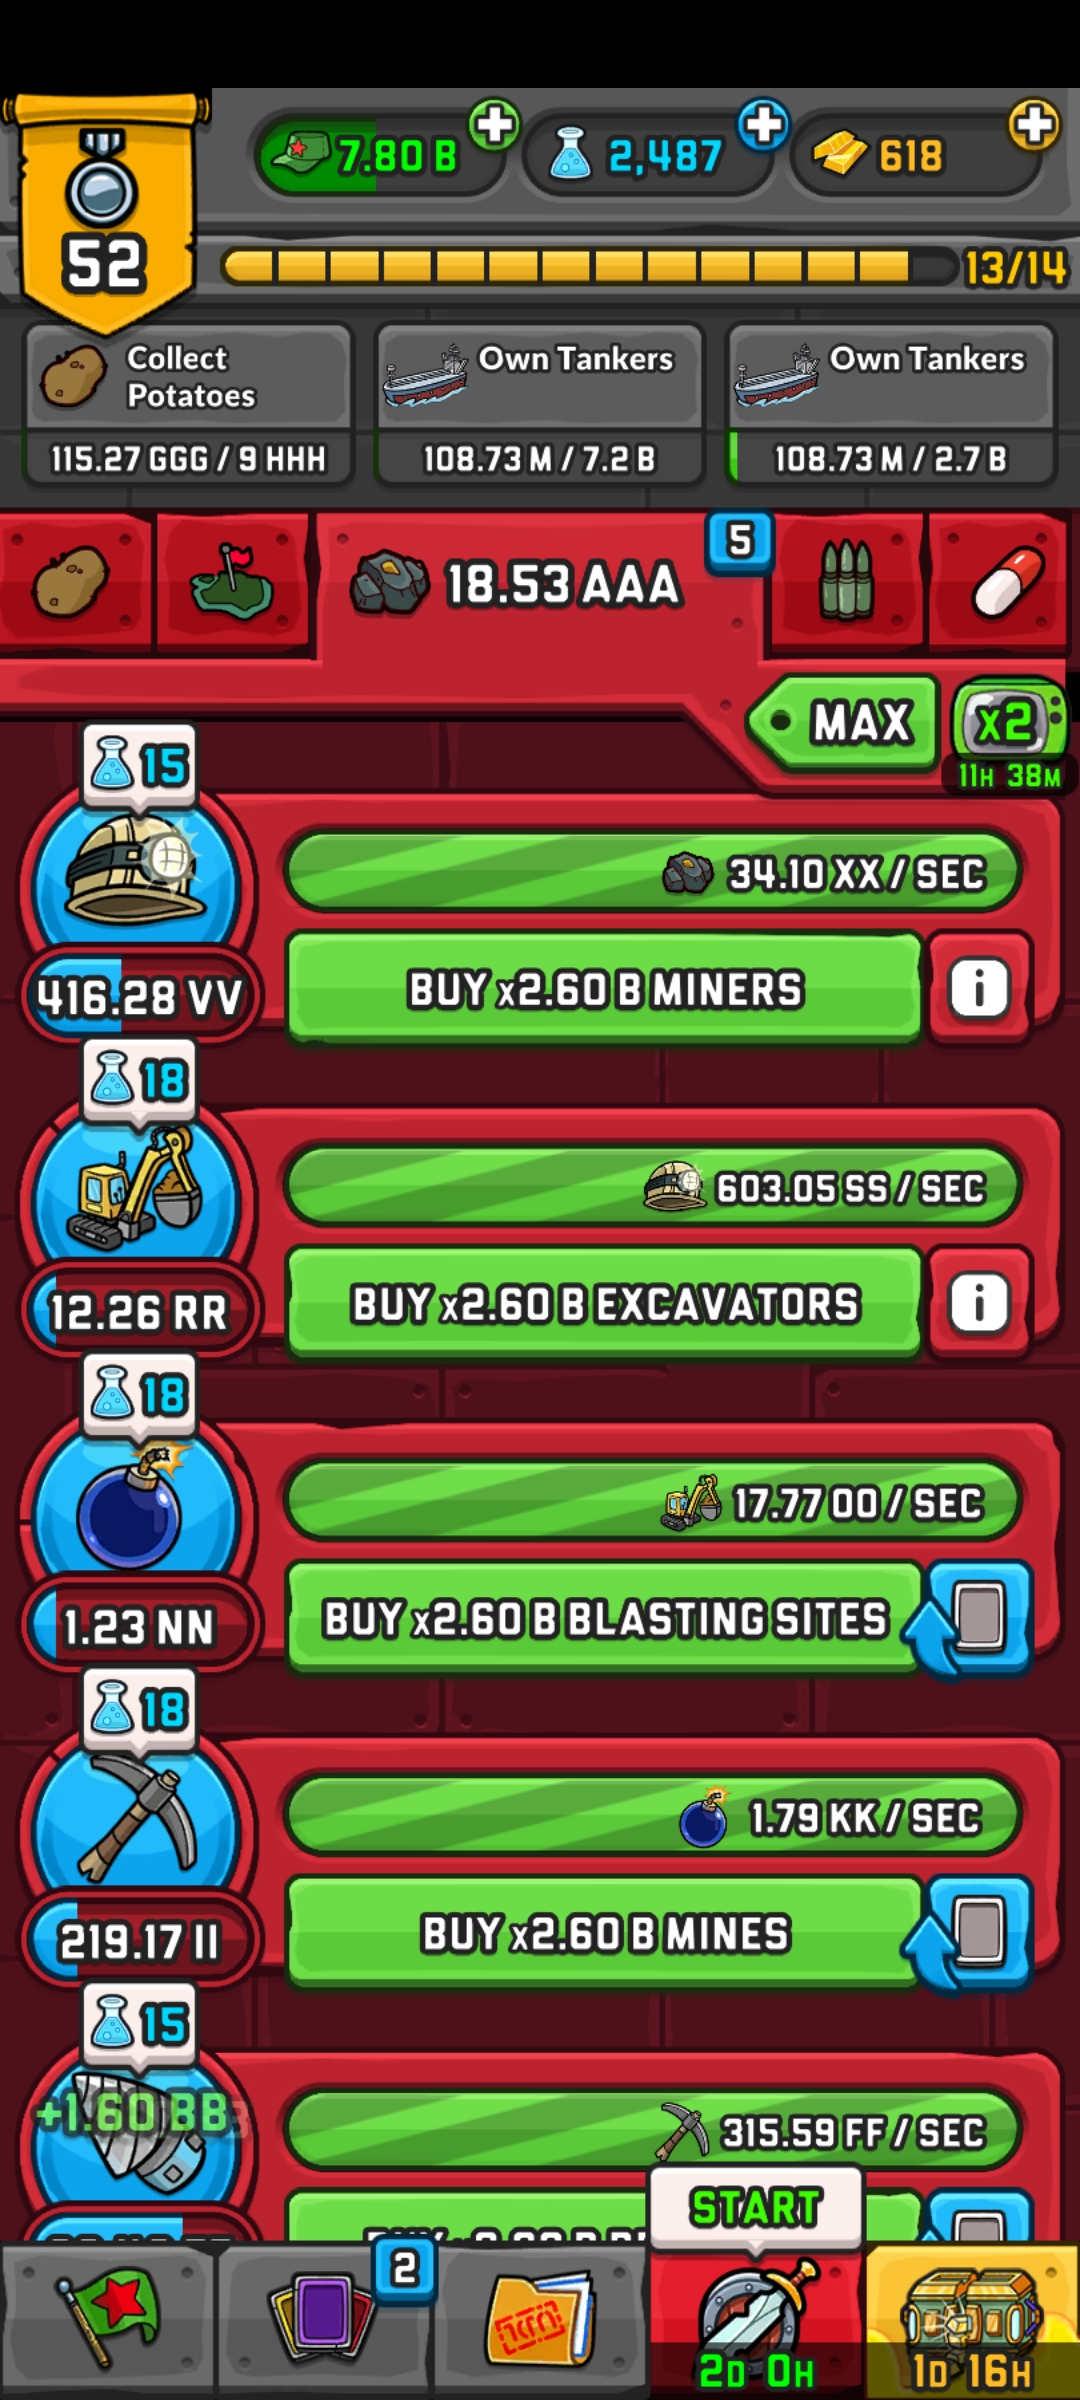 7.80 B
2,487
618
52
13/14
Collect
Potatoes
115.27 GGG / 9 HHH
Own Tankers
108.73 M / 7.2 B
Own Tankers
108.73 M / 2.7 B
18.53 AAA
5
MAX
x2
11H 38M
15
34.10 XX / SEC
416.28 VV
BUY x2.60 B MINERS
i
18
603.05 SS / SEC
12.26 RR
BUY x2.60 B EXCAVATORS
i
18
17.77 OO / SEC
1.23 NN
BUY x2.60 B BLASTING SITES
18
1.79 KK / SEC
219.17 II
BUY x2.60 B MINES
15
+1.60 BB
315.59 FF / SEC
START
2
2D 0H
1D 16H